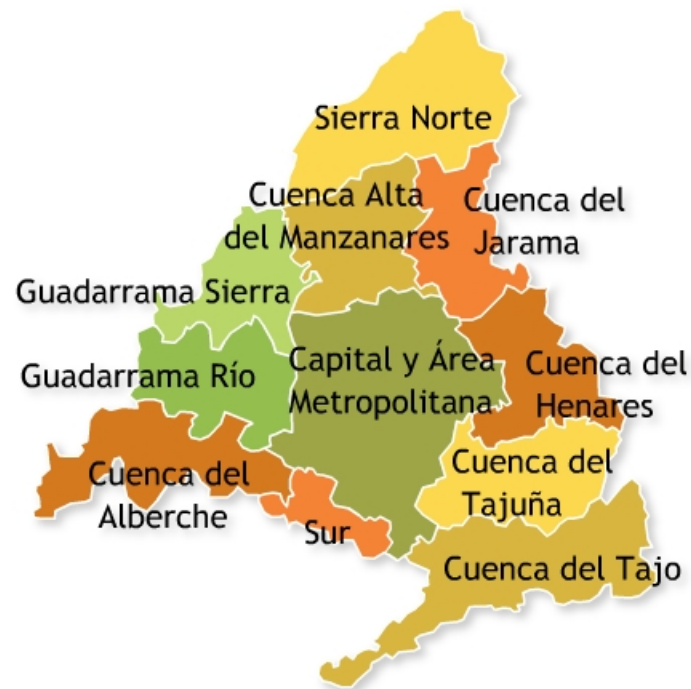 Sierra Norte
Cuenca Alta
del Manzanares
Cuenca del
Jarama
Guadarrama Sierra
Guadarrama Río
Capital y Área
Metropolitana
Cuenca del
Henares
Cuenca del
Alberche
Cuenca del
Tajuña
Sur
Cuenca del Tajo